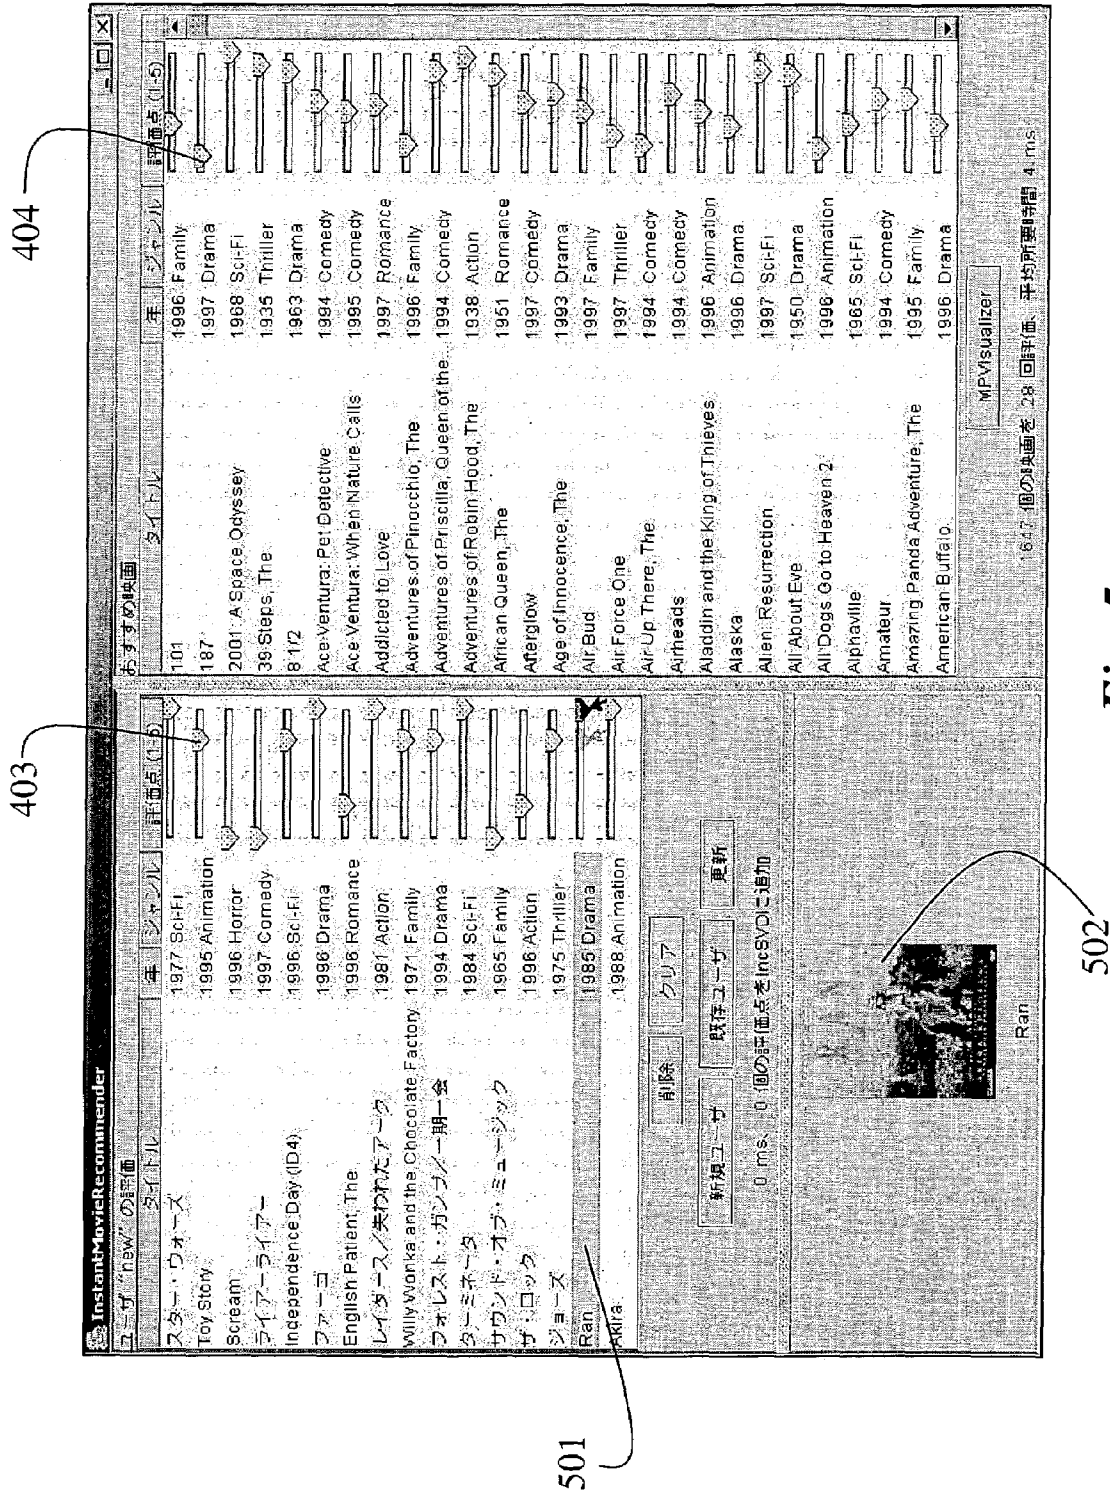 InstantMovieRecommender
ユーザ "new" の評価
タイトル 年 ジャンル 評価点 (1-5)
スター・ウォーズ 1977 Sci-Fi
Toy Story 1995 Animation
Scream 1996 Horror
ライアーライアー 1997 Comedy
Independence Day (ID4) 1996 Sci-Fi
ファーゴ 1996 Drama
English Patient, The 1996 Romance
レイダース/失われたアーク 1981 Action
Willy Wonka and the Chocolate Factory 1971 Family
フォレスト・ガンプ/一期一会 1994 Drama
ターミネータ 1984 Sci-Fi
サウンド・オブ・ミュージック 1965 Family
ザ・ロック 1996 Action
ジョーズ 1975 Thriller
Ran 1985 Drama
Akira 1988 Animation
削除 クリア
新規ユーザ 既存ユーザ 更新
0 ms、 0 個の評価点をIncSVDに追加
Ran
おすすめ映画
タイトル 年 ジャンル 評価点 (1-5)
101 1996 Family
187 1997 Drama
2001: A Space Odyssey 1968 Sci-Fi
39 Steps, The 1935 Thriller
8 1/2 1963 Drama
Ace Ventura: Pet Detective 1994 Comedy
Ace Ventura: When Nature Calls 1995 Comedy
Addicted to Love 1997 Romance
Adventures of Pinocchio, The 1996 Family
Adventures of Priscilla, Queen of the... 1994 Comedy
Adventures of Robin Hood, The 1938 Action
African Queen, The 1951 Romance
Afterglow 1997 Comedy
Age of Innocence, The 1993 Drama
Air Bud 1997 Family
Air Force One 1997 Thriller
Air Up There, The 1994 Comedy
Airheads 1994 Comedy
Aladdin and the King of Thieves 1996 Animation
Alaska 1996 Drama
Alien: Resurrection 1997 Sci-Fi
All About Eve 1950 Drama
All Dogs Go to Heaven 2 1996 Animation
Alphaville 1965 Sci-Fi
Amateur 1994 Comedy
Amazing Panda Adventure, The 1995 Family
American Buffalo 1996 Drama
MPVisualizer
1647 個の映画を 28 回評価、 平均所要時間 4 ms
403
404
501
502